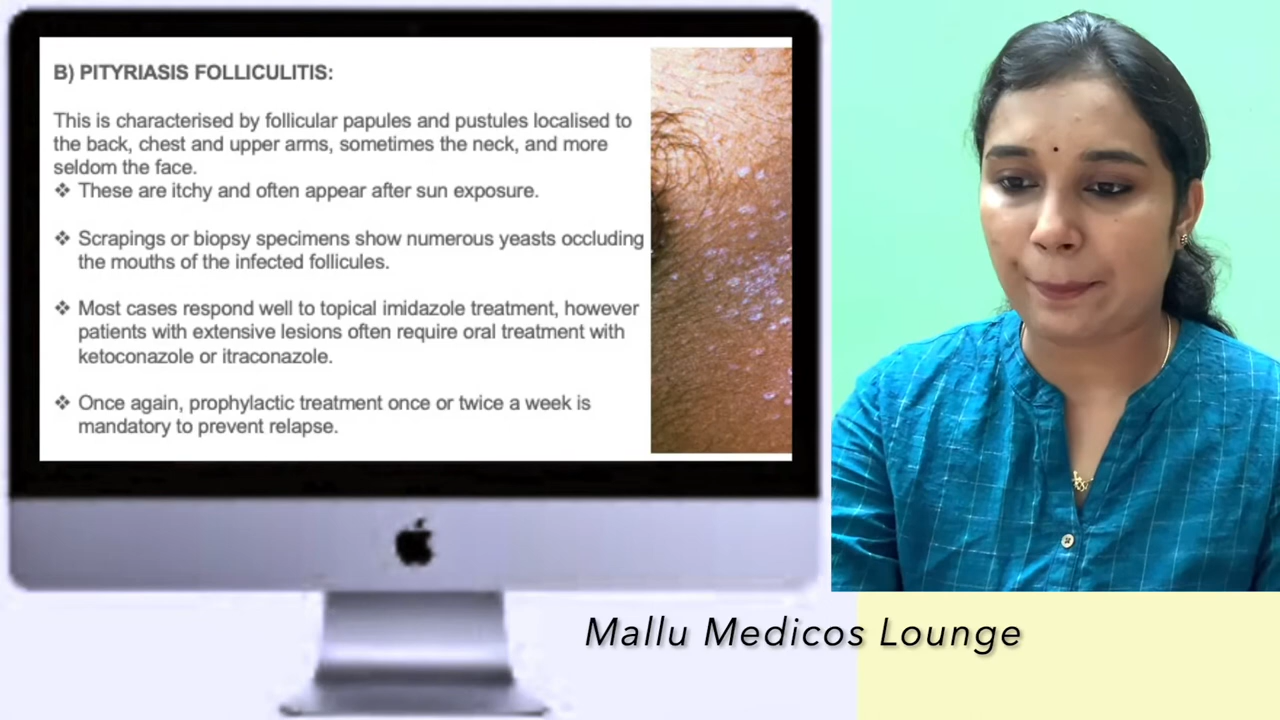 B) PITYRIASIS FOLLICULITIS:
This is characterised by follicular papules and pustules localised to
the back, chest and upper arms, sometimes the neck, and more
seldom the face.
❖ These are itchy and often appear after sun exposure.
❖ Scrapings or biopsy specimens show numerous yeasts occluding
the mouths of the infected follicules.
❖ Most cases respond well to topical imidazole treatment, however
patients with extensive lesions often require oral treatment with
ketoconazole or itraconazole.
❖ Once again, prophylactic treatment once or twice a week is
mandatory to prevent relapse.
Mallu Medicos Lounge